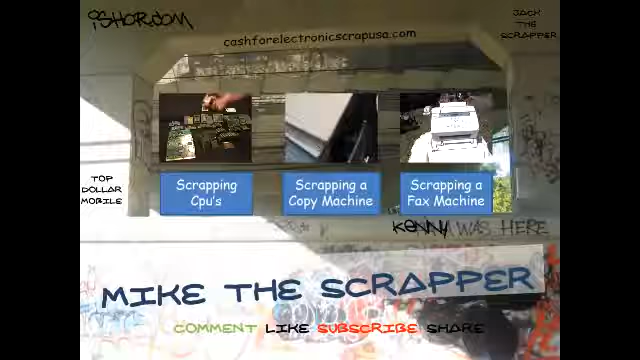 iSHOR.COM
JACK
THE
SCRAPPER
cashforelectronicscrapusa.com
Scrapping
Cpu's
Scrapping a
Copy Machine
Scrapping a
Fax Machine
TOP
DOLLAR
MOBILE
KENNY WAS HERE
MIKE THE SCRAPPER
COMMENT LIKE SUBSCRIBE SHARE